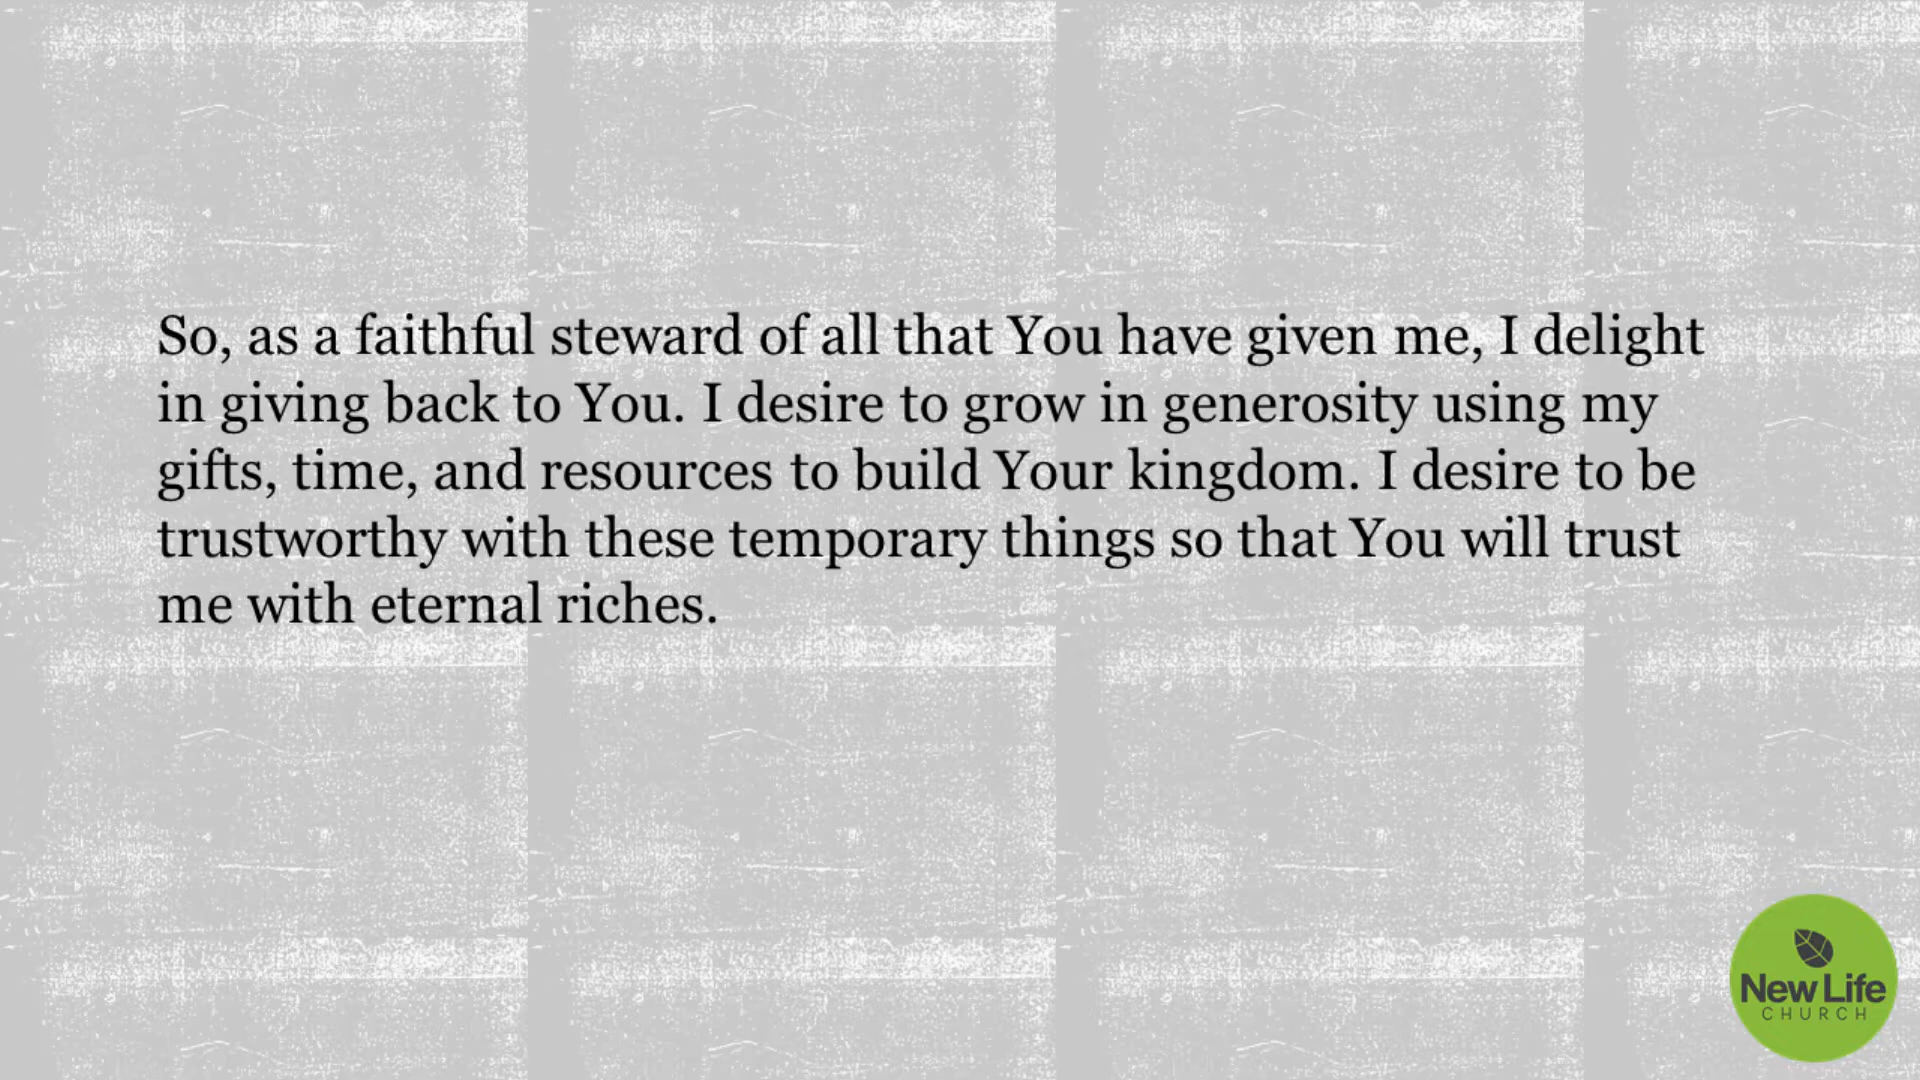 So, as a faithful steward of all that You have given me, I delight
in giving back to You. I desire to grow in generosity using my
gifts, time, and resources to build Your kingdom. I desire to be
trustworthy with these temporary things so that You will trust
me with eternal riches.
New Life
CHURCH